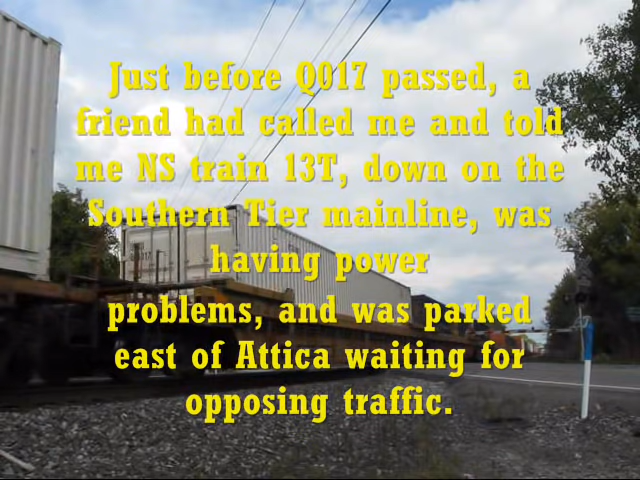 Just before Q017 passed, a
friend had called me and told
me NS train 13T, down on the
Southern Tier mainline, was
having power
problems, and was parked
east of Attica waiting for
opposing traffic.